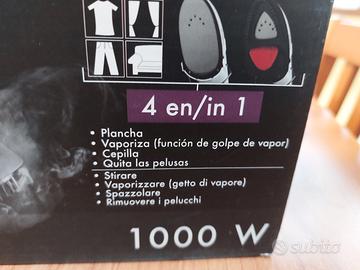 4 en/in 1
• Plancha
• Vaporiza (función de golpe de vapor)
• Cepilla
• Quita las pelusas
• Stirare
• Vaporizzare (getto di vapore)
• Spazzolare
• Rimuovere i pelucchi
1000 W
subito